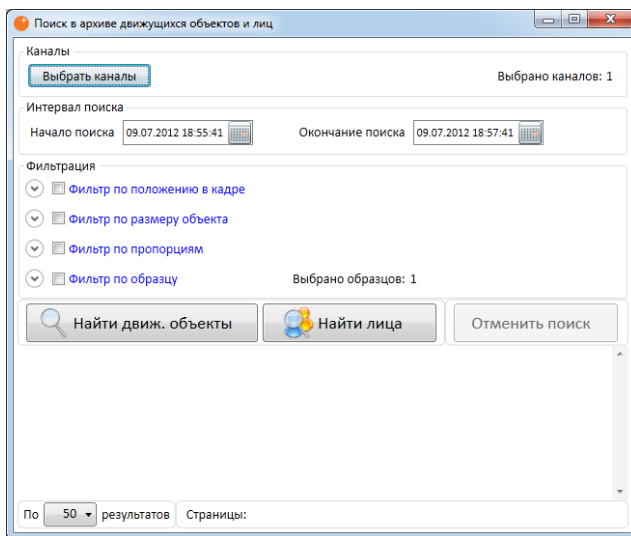 Поиск в архиве движущихся объектов и лиц
Каналы
Выбрать каналы Выбрано каналов: 1
Интервал поиска
Начало поиска 09.07.2012 18:55:41 Окончание поиска 09.07.2012 18:57:41
Фильтрация
Фильтр по положению в кадре
Фильтр по размеру объекта
Фильтр по пропорциям
Фильтр по образцу Выбрано образцов: 1
Найти движ. объекты Найти лица Отменить поиск
По 50 результатов Страницы: